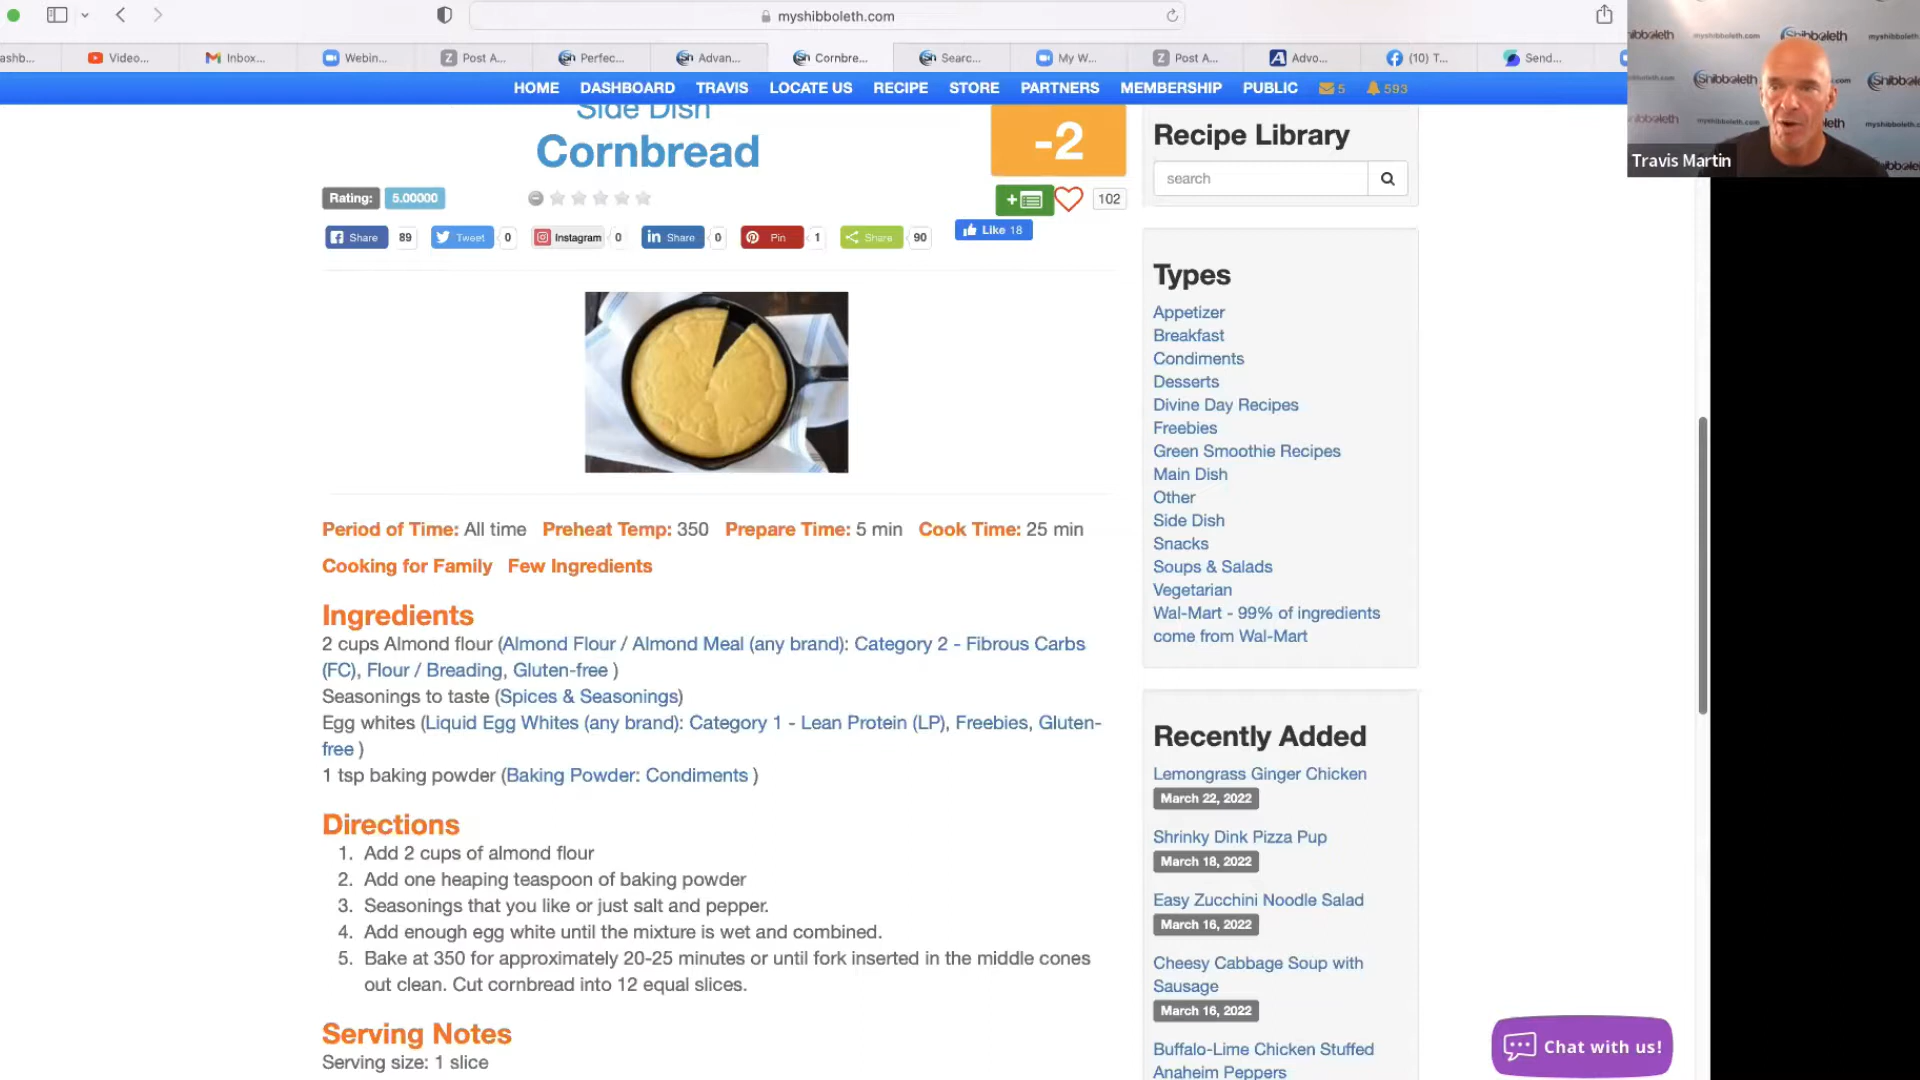 myshibboleth.com
ashb...
Video...
Inbox...
Webin...
Post A...
Perfec...
Advan...
Cornbre...
Searc...
My W...
Post A...
Advo...
(10) T...
Send...
HOME DASHBOARD TRAVIS LOCATE US RECIPE STORE PARTNERS MEMBERSHIP PUBLIC 5 593
Travis Martin
Side Dish
Cornbread
-2
Rating: 5.00000
102
Share 89 Tweet 0 Instagram 0 Share 0 Pin 1 Share 90 Like 18
Period of Time: All time Preheat Temp: 350 Prepare Time: 5 min Cook Time: 25 min
Cooking for Family Few Ingredients
Ingredients
2 cups Almond flour (Almond Flour / Almond Meal (any brand): Category 2 - Fibrous Carbs
(FC), Flour / Breading, Gluten-free )
Seasonings to taste (Spices & Seasonings)
Egg whites (Liquid Egg Whites (any brand): Category 1 - Lean Protein (LP), Freebies, Gluten-
free )
1 tsp baking powder (Baking Powder: Condiments )
Directions
1. Add 2 cups of almond flour
2. Add one heaping teaspoon of baking powder
3. Seasonings that you like or just salt and pepper.
4. Add enough egg white until the mixture is wet and combined.
5. Bake at 350 for approximately 20-25 minutes or until fork inserted in the middle cones
out clean. Cut cornbread into 12 equal slices.
Serving Notes
Serving size: 1 slice
Recipe Library
search
Types
Appetizer
Breakfast
Condiments
Desserts
Divine Day Recipes
Freebies
Green Smoothie Recipes
Main Dish
Other
Side Dish
Snacks
Soups & Salads
Vegetarian
Wal-Mart - 99% of ingredients
come from Wal-Mart
Recently Added
Lemongrass Ginger Chicken
March 22, 2022
Shrinky Dink Pizza Pup
March 18, 2022
Easy Zucchini Noodle Salad
March 16, 2022
Cheesy Cabbage Soup with
Sausage
March 16, 2022
Buffalo-Lime Chicken Stuffed
Anaheim Peppers
Chat with us!